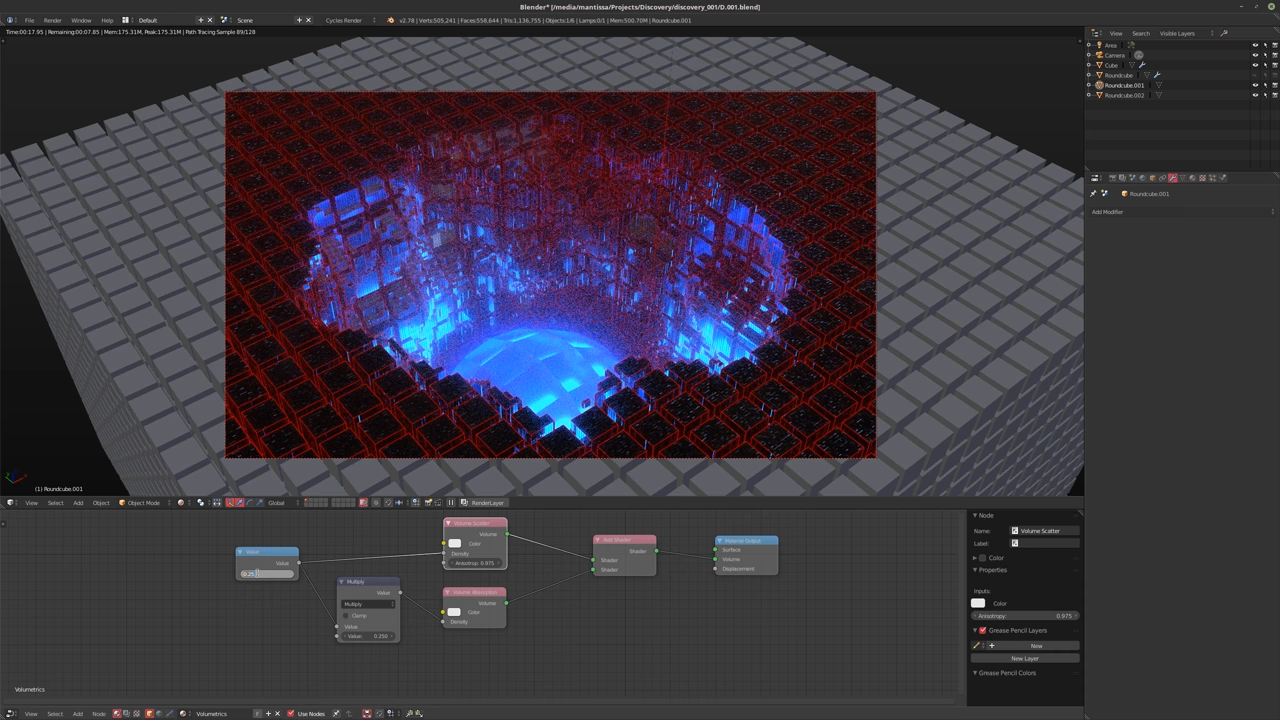 Blender* [/media/mantissa/Projects/Discovery/discovery_001/D.001.blend]
File Render Window Help Default Scene Cycles Render v2.78 | Verts:505,241 | Faces:558,644 | Tris:1,136,755 | Objects:1/6 | Lamps:0/1 | Mem:500.70M | Roundcube.001
Time:00:17.95 | Remaining:00:07.85 | Mem:175.31M, Peak:175.31M | Path Tracing Sample 89/128
View Search Visible Layers
Area
Camera
Cube
Roundcube
Roundcube.001
Roundcube.002
Roundcube.001
Add Modifier
(1) Roundcube.001
View Select Add Object Object Mode Global RenderLayer
Value
Value
0.25
Multiply
Value
Multiply
Clamp
Value
Value: 0.250
Volume Scatter
Volume
Color
Density
Anisotrop: 0.975
Volume Absorption
Volume
Color
Density
Add Shader
Shader
Shader
Shader
Material Output
Surface
Volume
Displacement
Node
Name: Volume Scatter
Label:
Color
Properties
Inputs:
Color
Anisotropy: 0.975
Grease Pencil Layers
New
New Layer
Grease Pencil Colors
Volumetrics
View Select Add Node Volumetrics F Use Nodes